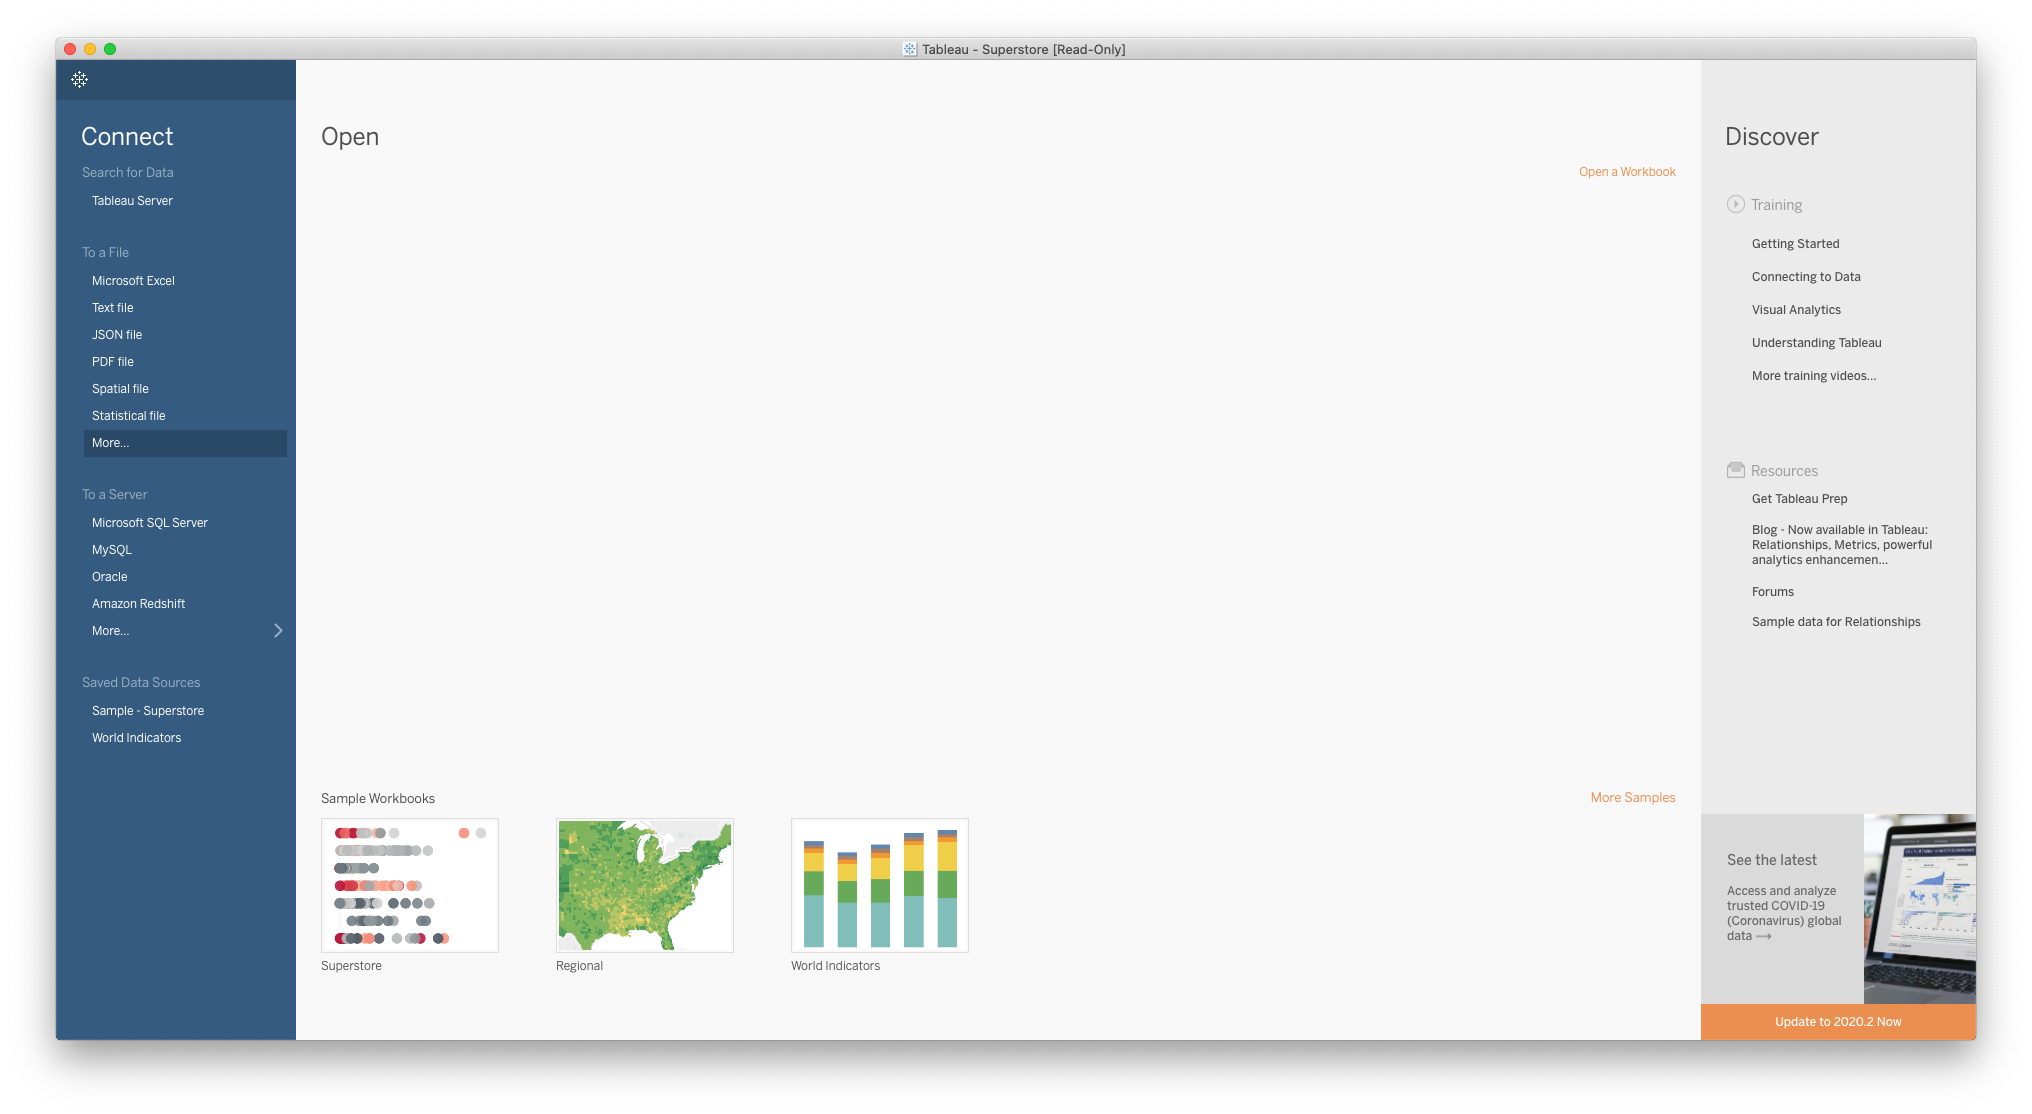 Tableau - Superstore [Read-Only]
Connect
Search for Data
Tableau Server
To a File
Microsoft Excel
Text file
JSON file
PDF file
Spatial file
Statistical file
More...
To a Server
Microsoft SQL Server
MySQL
Oracle
Amazon Redshift
More...
Saved Data Sources
Sample - Superstore
World Indicators
Open
Open a Workbook
Sample Workbooks
More Samples
Superstore
Regional
World Indicators
Discover
Training
Getting Started
Connecting to Data
Visual Analytics
Understanding Tableau
More training videos...
Resources
Get Tableau Prep
Blog - Now available in Tableau:
Relationships, Metrics, powerful
analytics enhancemen...
Forums
Sample data for Relationships
See the latest
Access and analyze
trusted COVID-19
(Coronavirus) global
data →
Update to 2020.2 Now